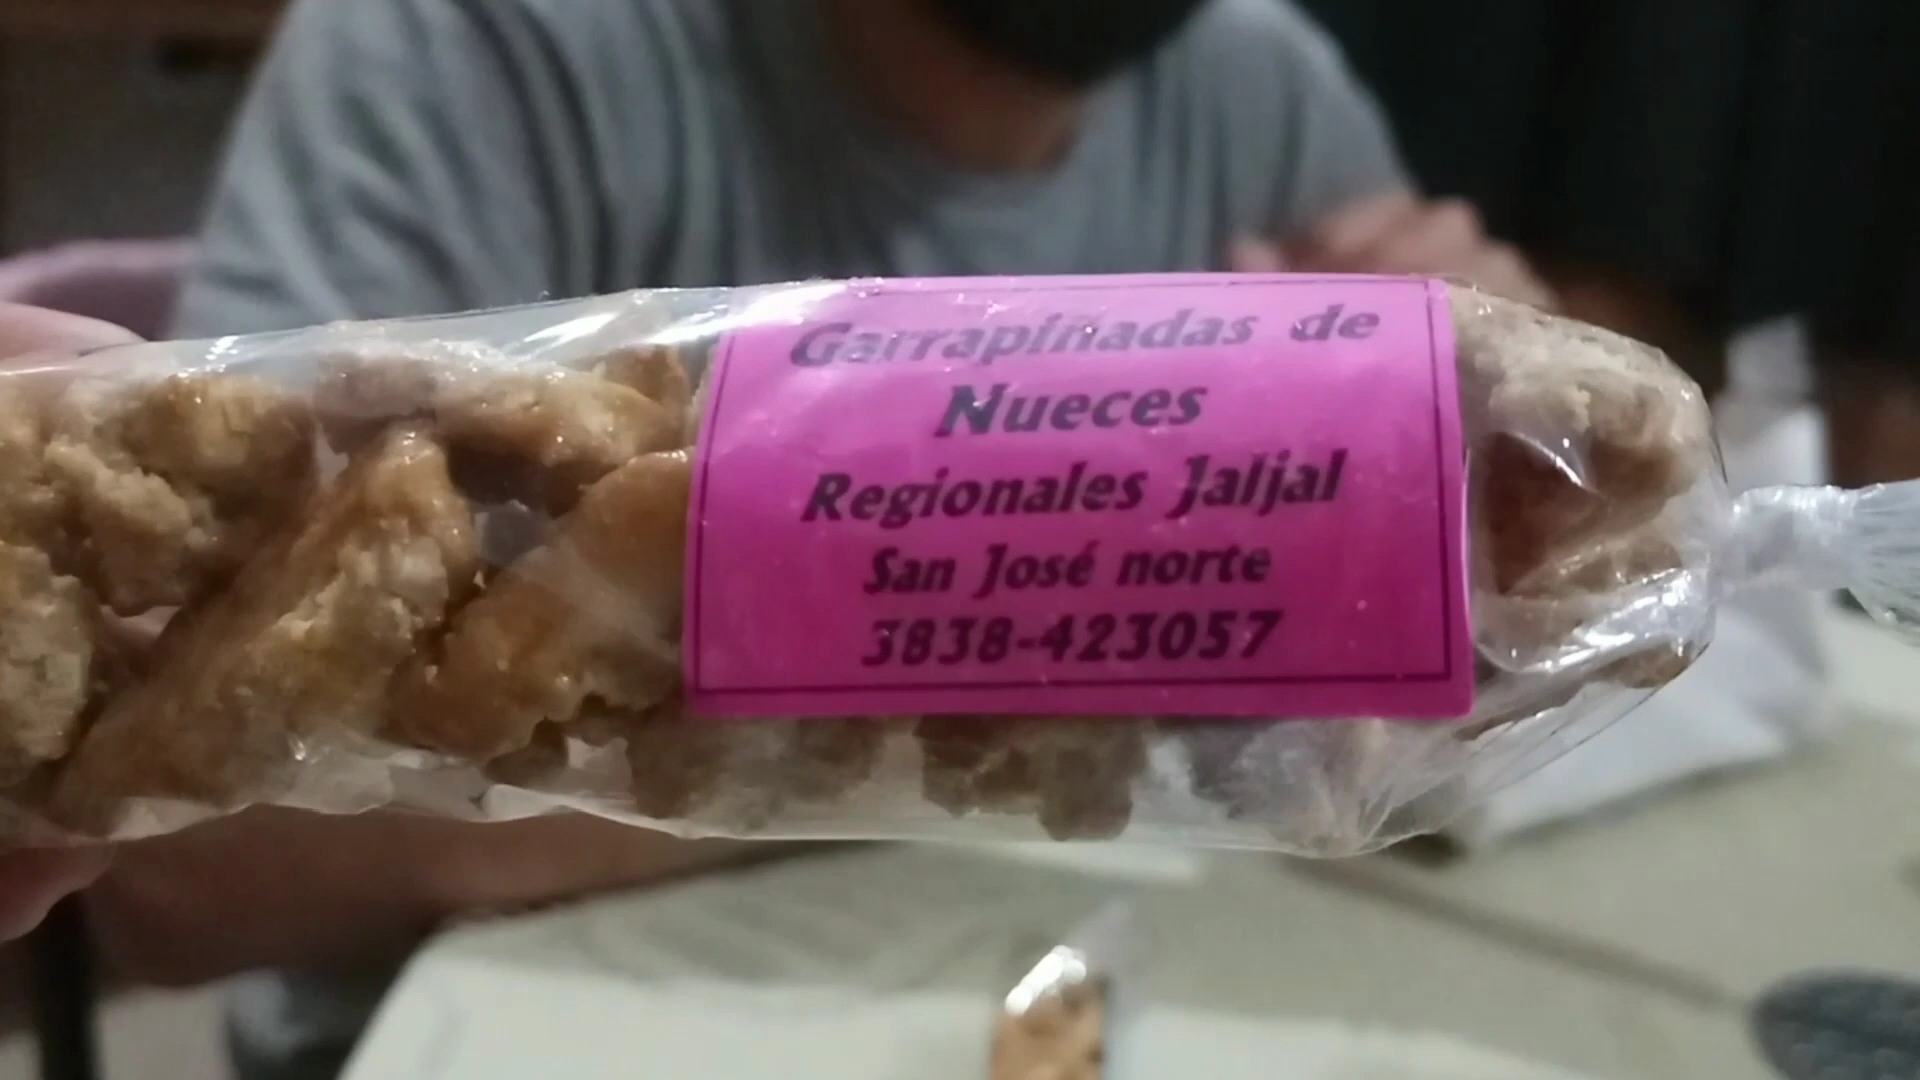 Garrapiñadas de
Nueces
Regionales Jaljal
San José norte
3838-423057